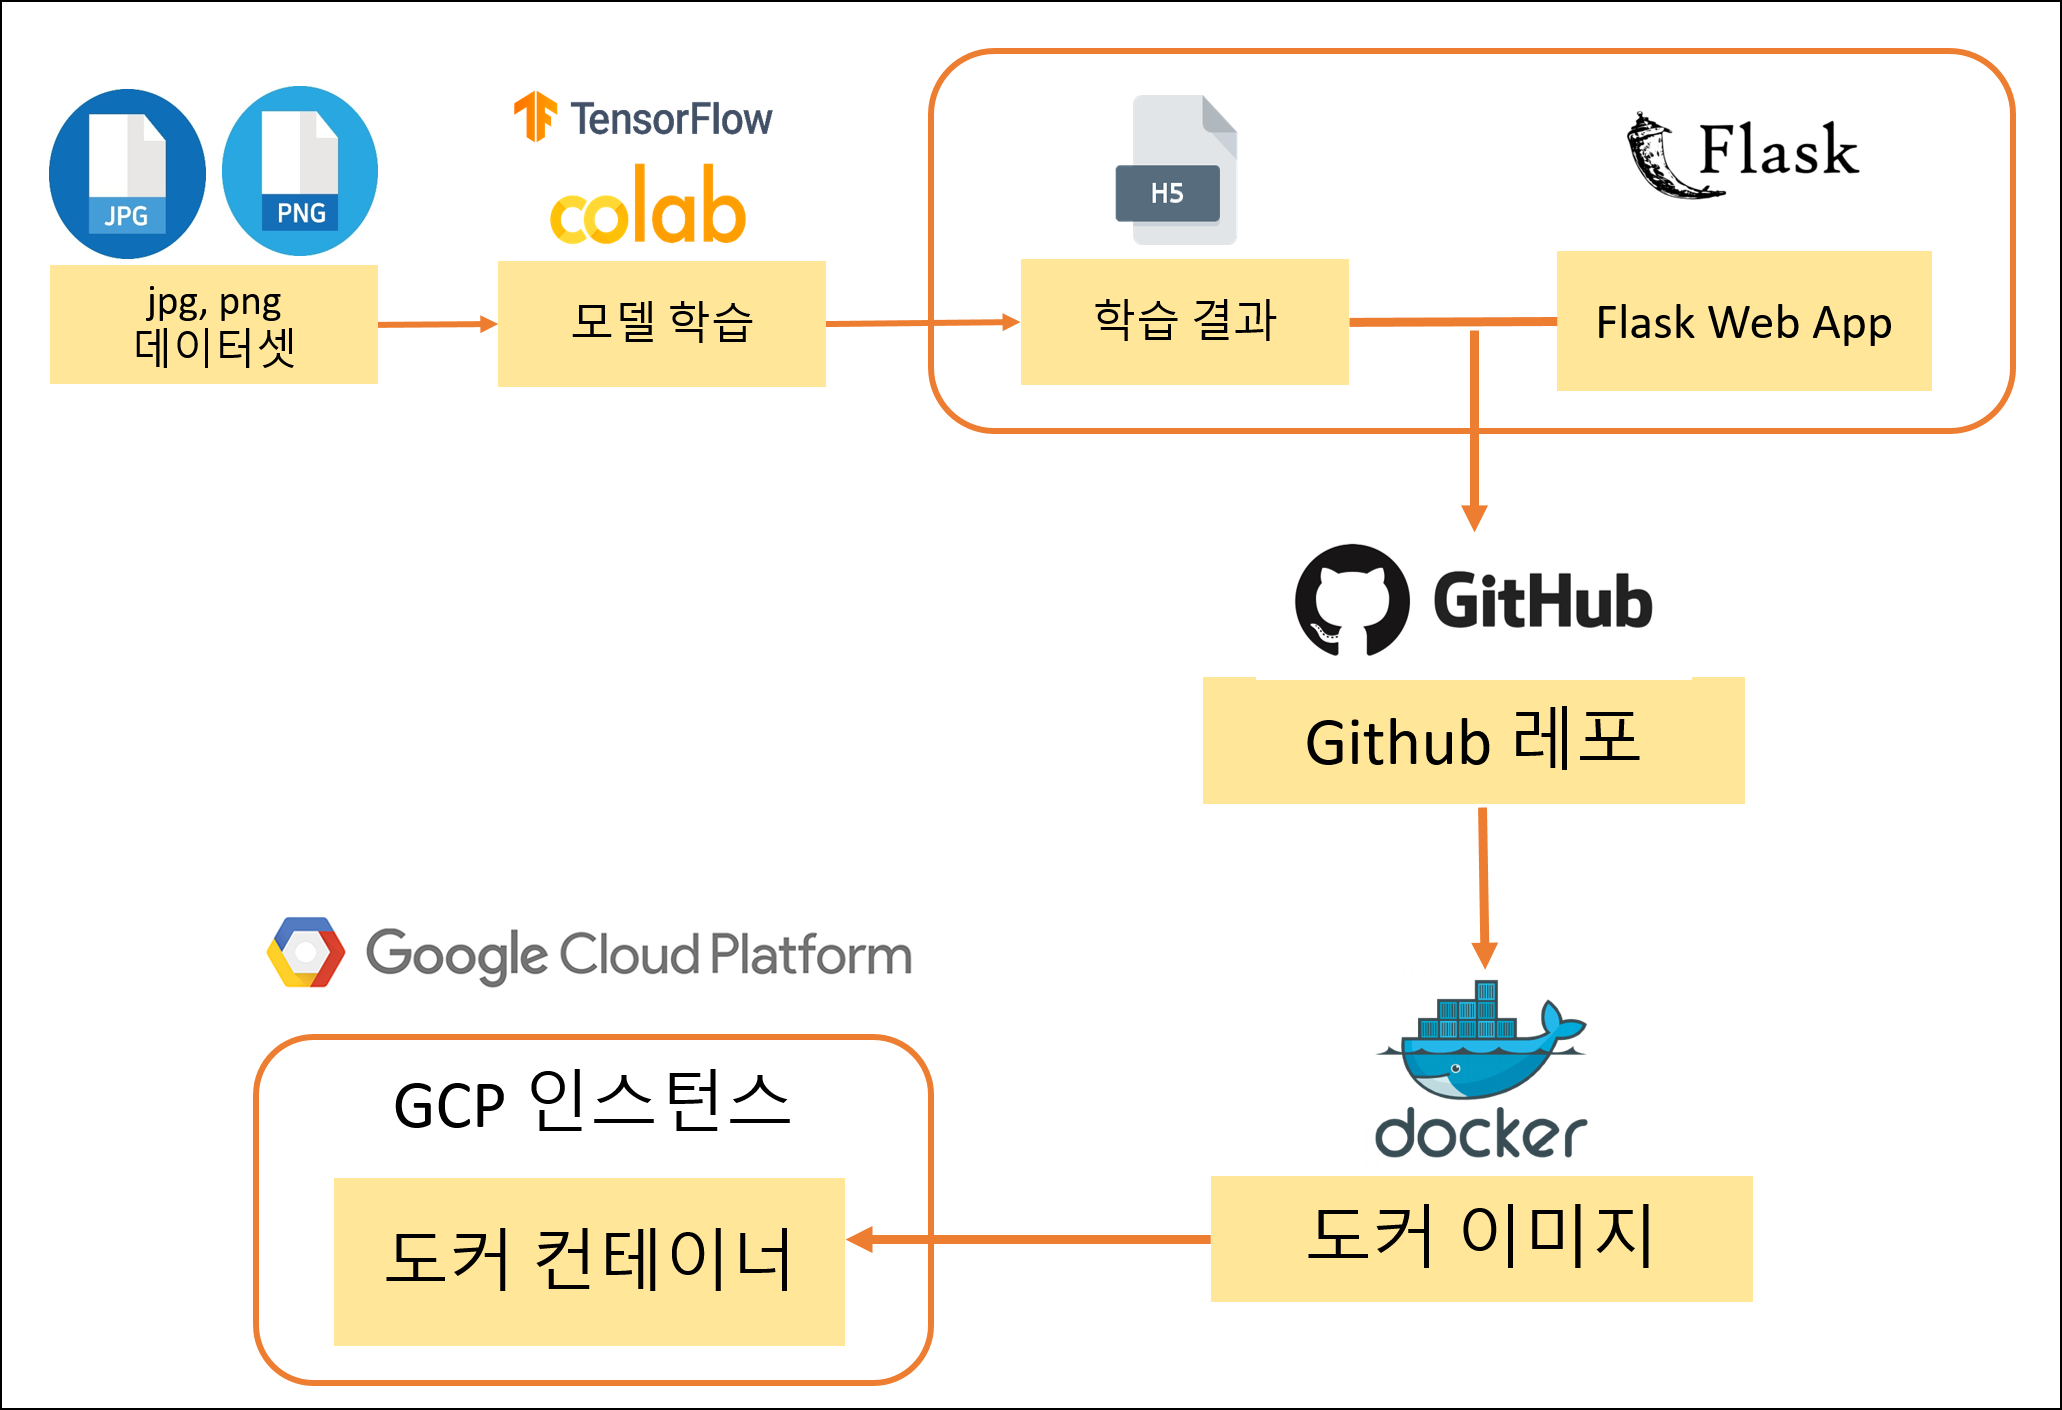 JPG
PNG
jpg, png
데이터셋
TensorFlow
colab
모델 학습
H5
학습 결과
Flask
Flask Web App
GitHub
Github 레포
docker
도커 이미지
Google Cloud Platform
GCP 인스턴스
도커 컨테이너